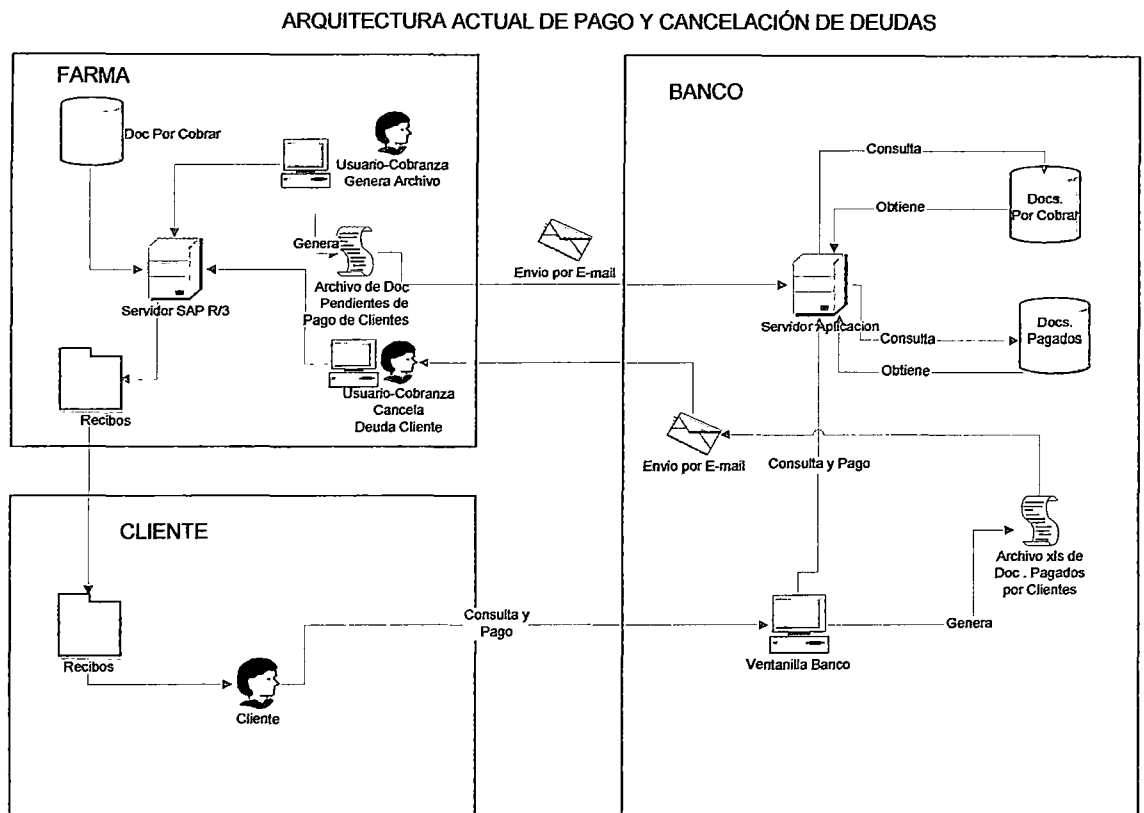 ARQUITECTURA ACTUAL DE PAGO Y CANCELACIÓN DE DEUDAS
FARMA
Doc Por Cobrar
Usuario-Cobranza
Genera Archivo
Genera
Servidor SAP R/3
Archivo de Doc
Pendientes de
Pago de Clientes
Recibos
Usuario-Cobranza
Cancela
Deuda Cliente
Envio por E-mail
BANCO
Consulta
Docs.
Por Cobrar
Obtiene
Servidor Aplicacion
Docs.
Pagados
Consulta
Obtiene
Envio por E-mail
Consulta y Pago
Archivo xls de
Doc . Pagados
por Clientes
Genera
Ventanilla Banco
CLIENTE
Recibos
Cliente
Consulta y
Pago